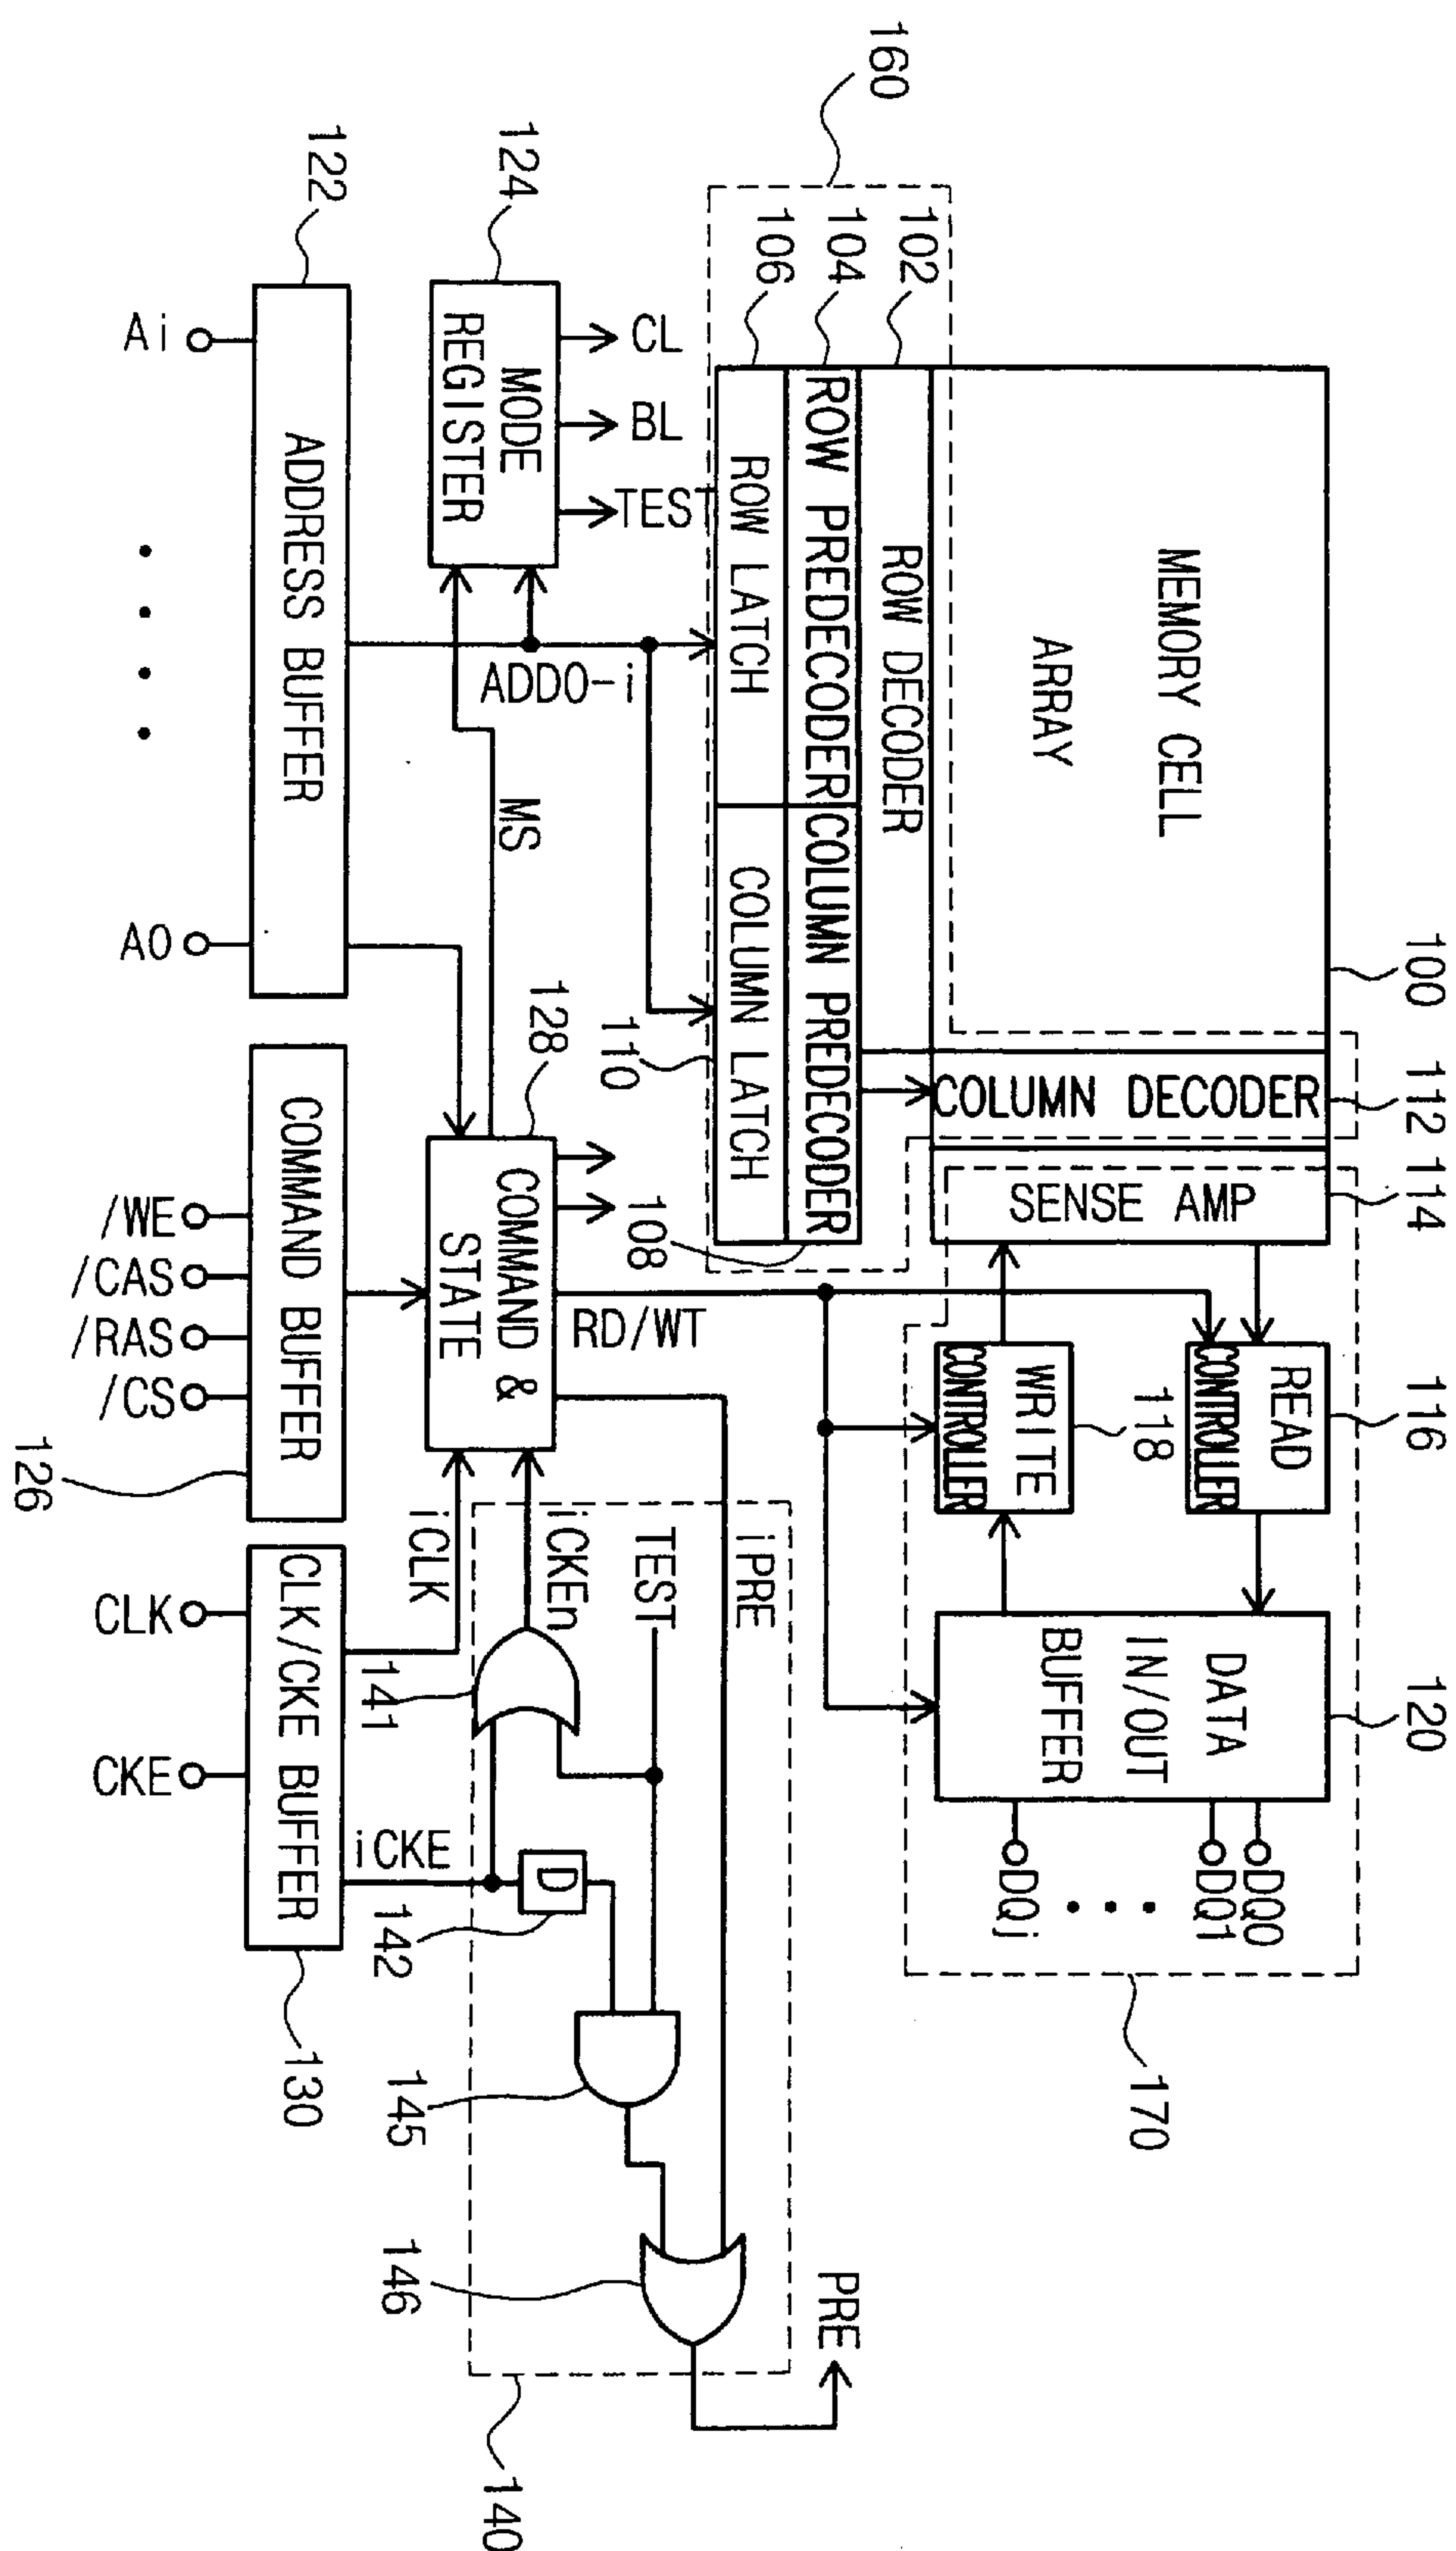 160
102
104
106
MEMORY CELL
ARRAY
100
COLUMN DECODER
112
SENSE AMP
114
ROW DECODER
ROW PREDECODER
COLUMN PREDECODER
ROW LATCH
COLUMN LATCH
108
110
READ
CONTROLLER
116
WRITE
CONTROLLER
118
DATA
IN/OUT
BUFFER
120
DQ0
DQ1
DQj
170
124
MODE
REGISTER
CL
BL
TEST
ADD0-i
MS
128
COMMAND &
STATE
RD/WT
iPRE
TEST
iCKEn
iCLK
141
iCKE
D
142
145
146
PRE
140
122
ADDRESS BUFFER
Ai
A0
COMMAND BUFFER
/WE
/CAS
/RAS
/CS
126
CLK/CKE BUFFER
CLK
CKE
130